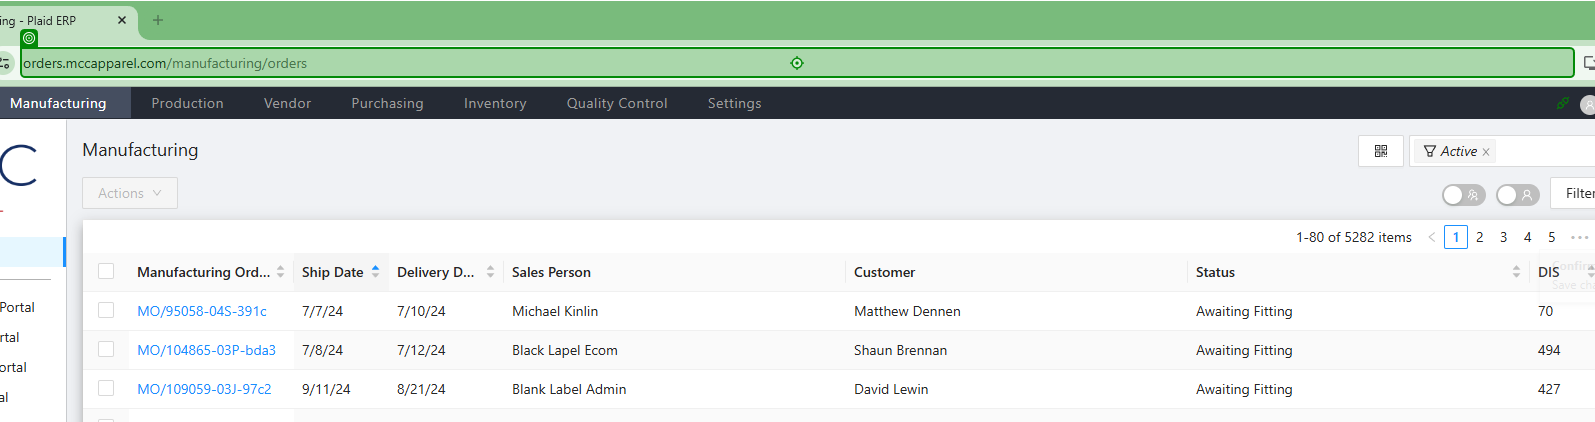 ing - Plaid ERP
orders.mccapparel.com/manufacturing/orders
Manufacturing Production Vendor Purchasing Inventory Quality Control Settings
C
Manufacturing
Active
Actions
Filter
1-80 of 5282 items 1 2 3 4 5 •••
Manufacturing Ord... Ship Date Delivery D... Sales Person Customer Status DIS
Confirm
Save cha
MO/95058-04S-391c 7/7/24 7/10/24 Michael Kinlin Matthew Dennen Awaiting Fitting 70
Portal
rtal
MO/104865-03P-bda3 7/8/24 7/12/24 Black Lapel Ecom Shaun Brennan Awaiting Fitting 494
ortal
MO/109059-03J-97c2 9/11/24 8/21/24 Blank Label Admin David Lewin Awaiting Fitting 427
al